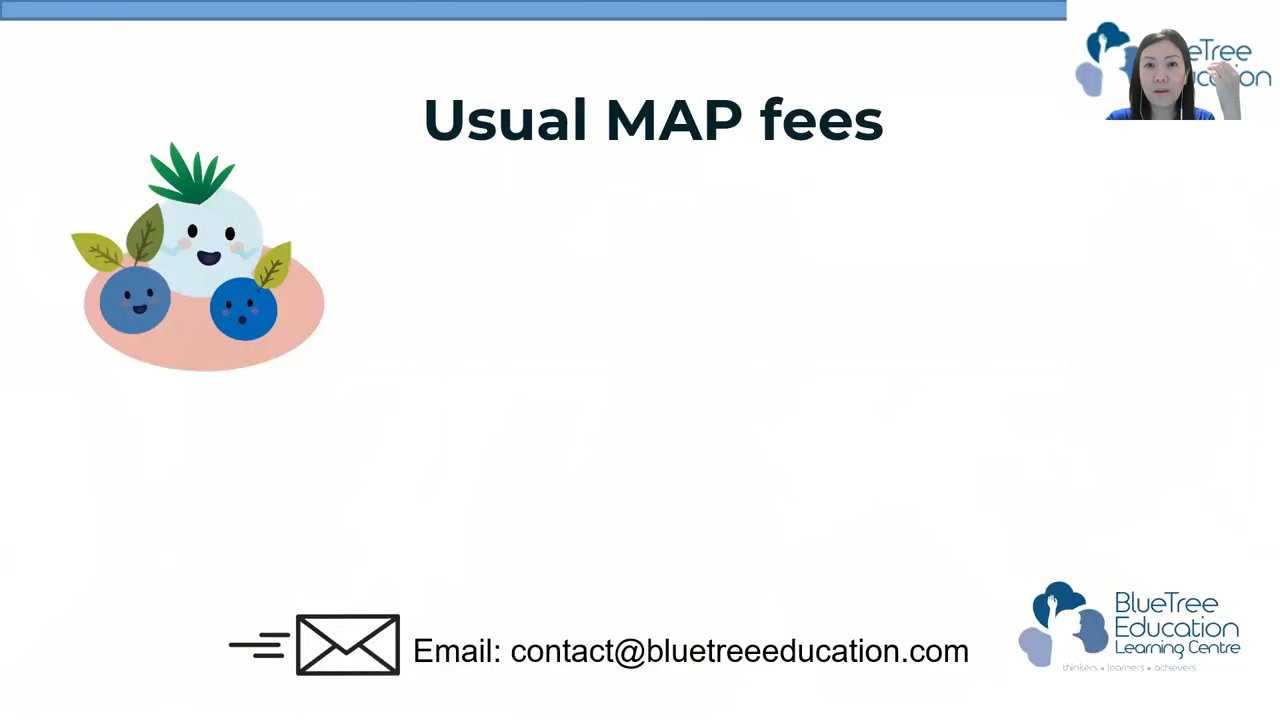 Usual MAP fees
Email: contact@bluetreeeducation.com
BlueTree
Education
Learning Centre
thinkers • learners • achievers